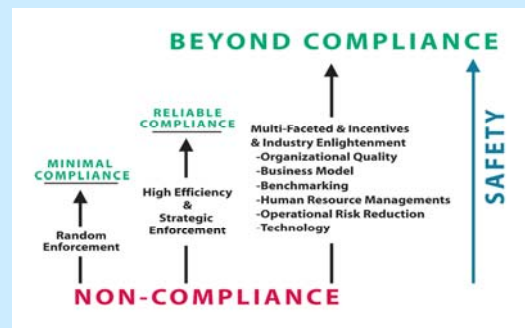 BEYOND COMPLIANCE
RELIABLE
COMPLIANCE
MINIMAL
COMPLIANCE
Multi-Faceted & Incentives
& Industry Enlightenment
-Organizational Quality
-Business Model
-Benchmarking
-Human Resource Managements
-Operational Risk Reduction
-Technology
High Efficiency
&
Strategic
Enforcement
Random
Enforcement
SAFETY
NON-COMPLIANCE